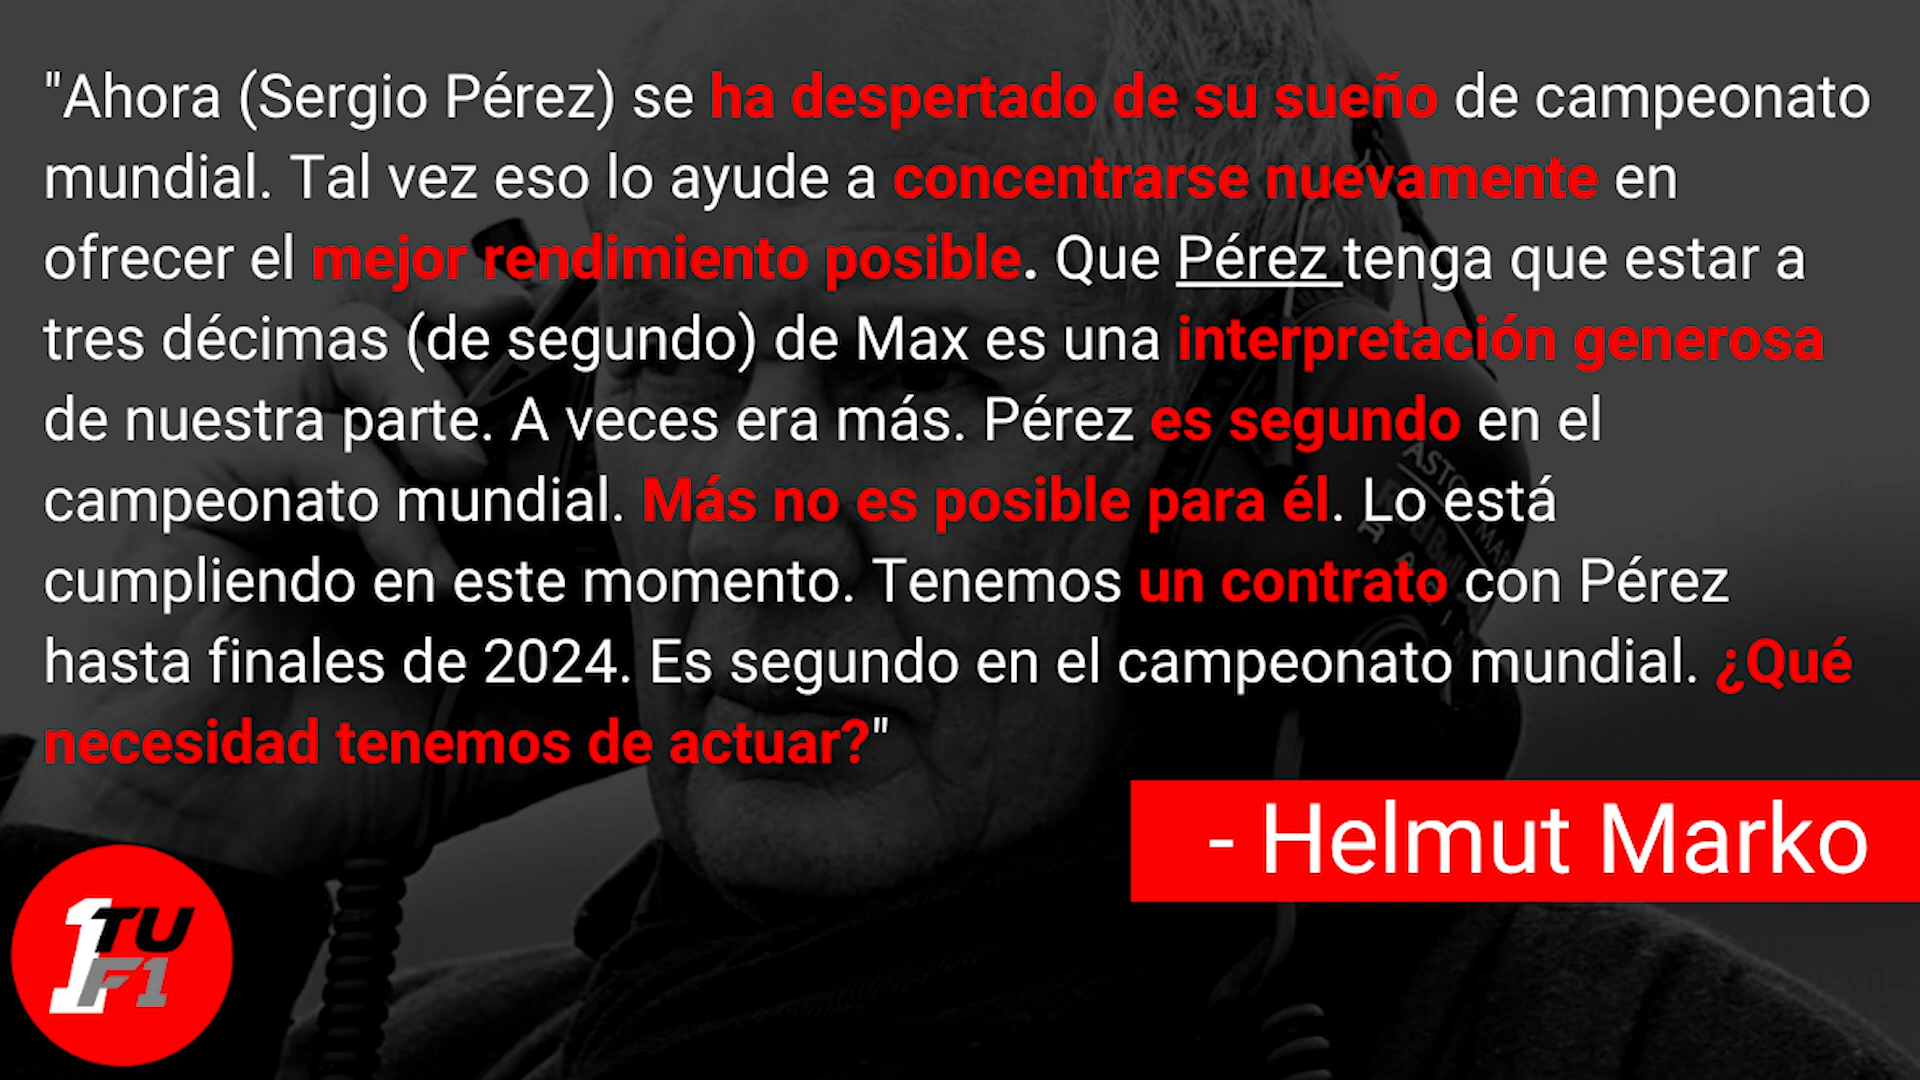 "Ahora (Sergio Pérez) se ha despertado de su sueño de campeonato
mundial. Tal vez eso lo ayude a concentrarse nuevamente en
ofrecer el mejor rendimiento posible. Que Pérez tenga que estar a
tres décimas (de segundo) de Max es una interpretación generosa
de nuestra parte. A veces era más. Pérez es segundo en el
campeonato mundial. Más no es posible para él. Lo está
cumpliendo en este momento. Tenemos un contrato con Pérez
hasta finales de 2024. Es segundo en el campeonato mundial. ¿Qué
necesidad tenemos de actuar?"
- Helmut Marko
1 TU
F1